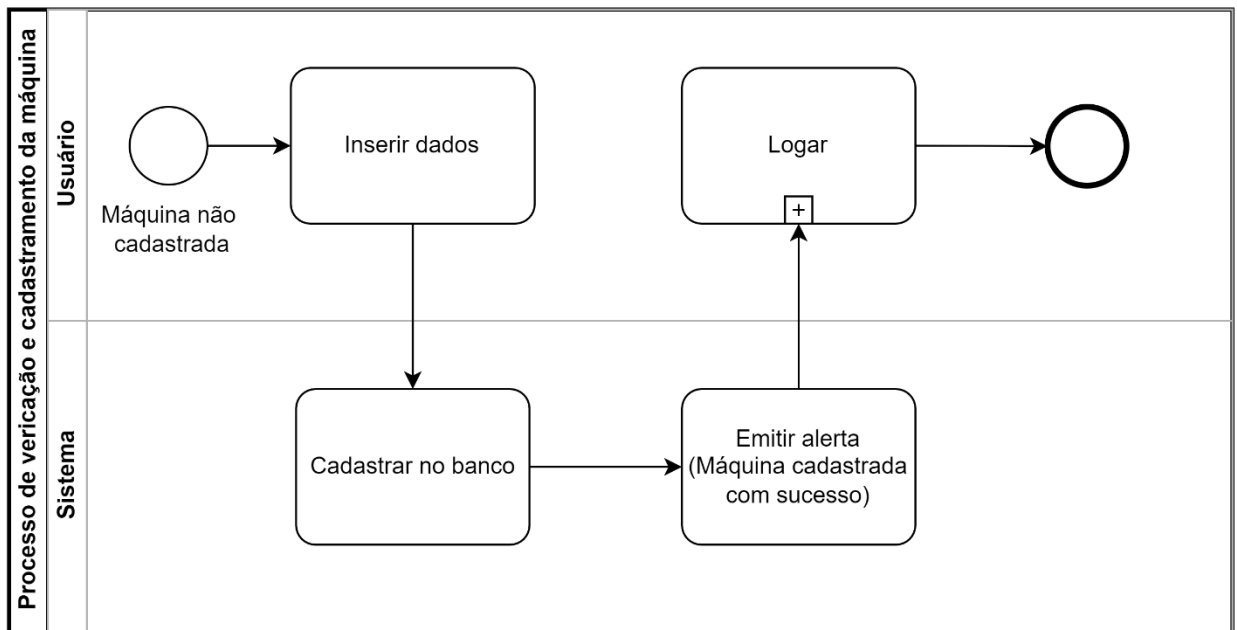 Processo de vericação e cadastramento da máquina
Usuário
Máquina não
cadastrada
Inserir dados
Logar
+
Sistema
Cadastrar no banco
Emitir alerta
(Máquina cadastrada
com sucesso)